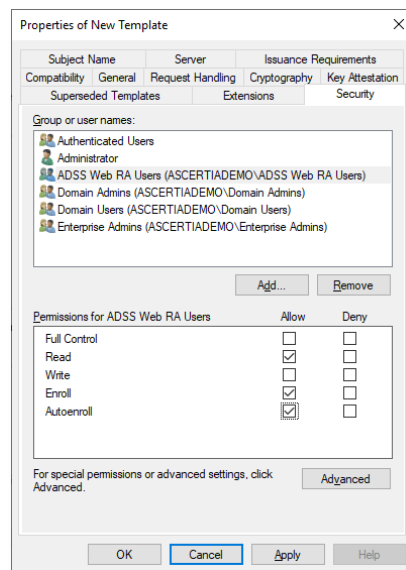 Properties of New Template
Subject Name Server Issuance Requirements
Compatibility General Request Handling Cryptography Key Attestation
Superseded Templates Extensions Security
Group or user names:
Authenticated Users
Administrator
ADSS Web RA Users (ASCERTIADEMO\ADSS Web RA Users)
Domain Admins (ASCERTIADEMO\Domain Admins)
Domain Users (ASCERTIADEMO\Domain Users)
Enterprise Admins (ASCERTIADEMO\Enterprise Admins)
Add... Remove
Permissions for ADSS Web RA Users Allow Deny
Full Control
Read
Write
Enroll
Autoenroll
For special permissions or advanced settings, click
Advanced.
Advanced
OK Cancel Apply Help